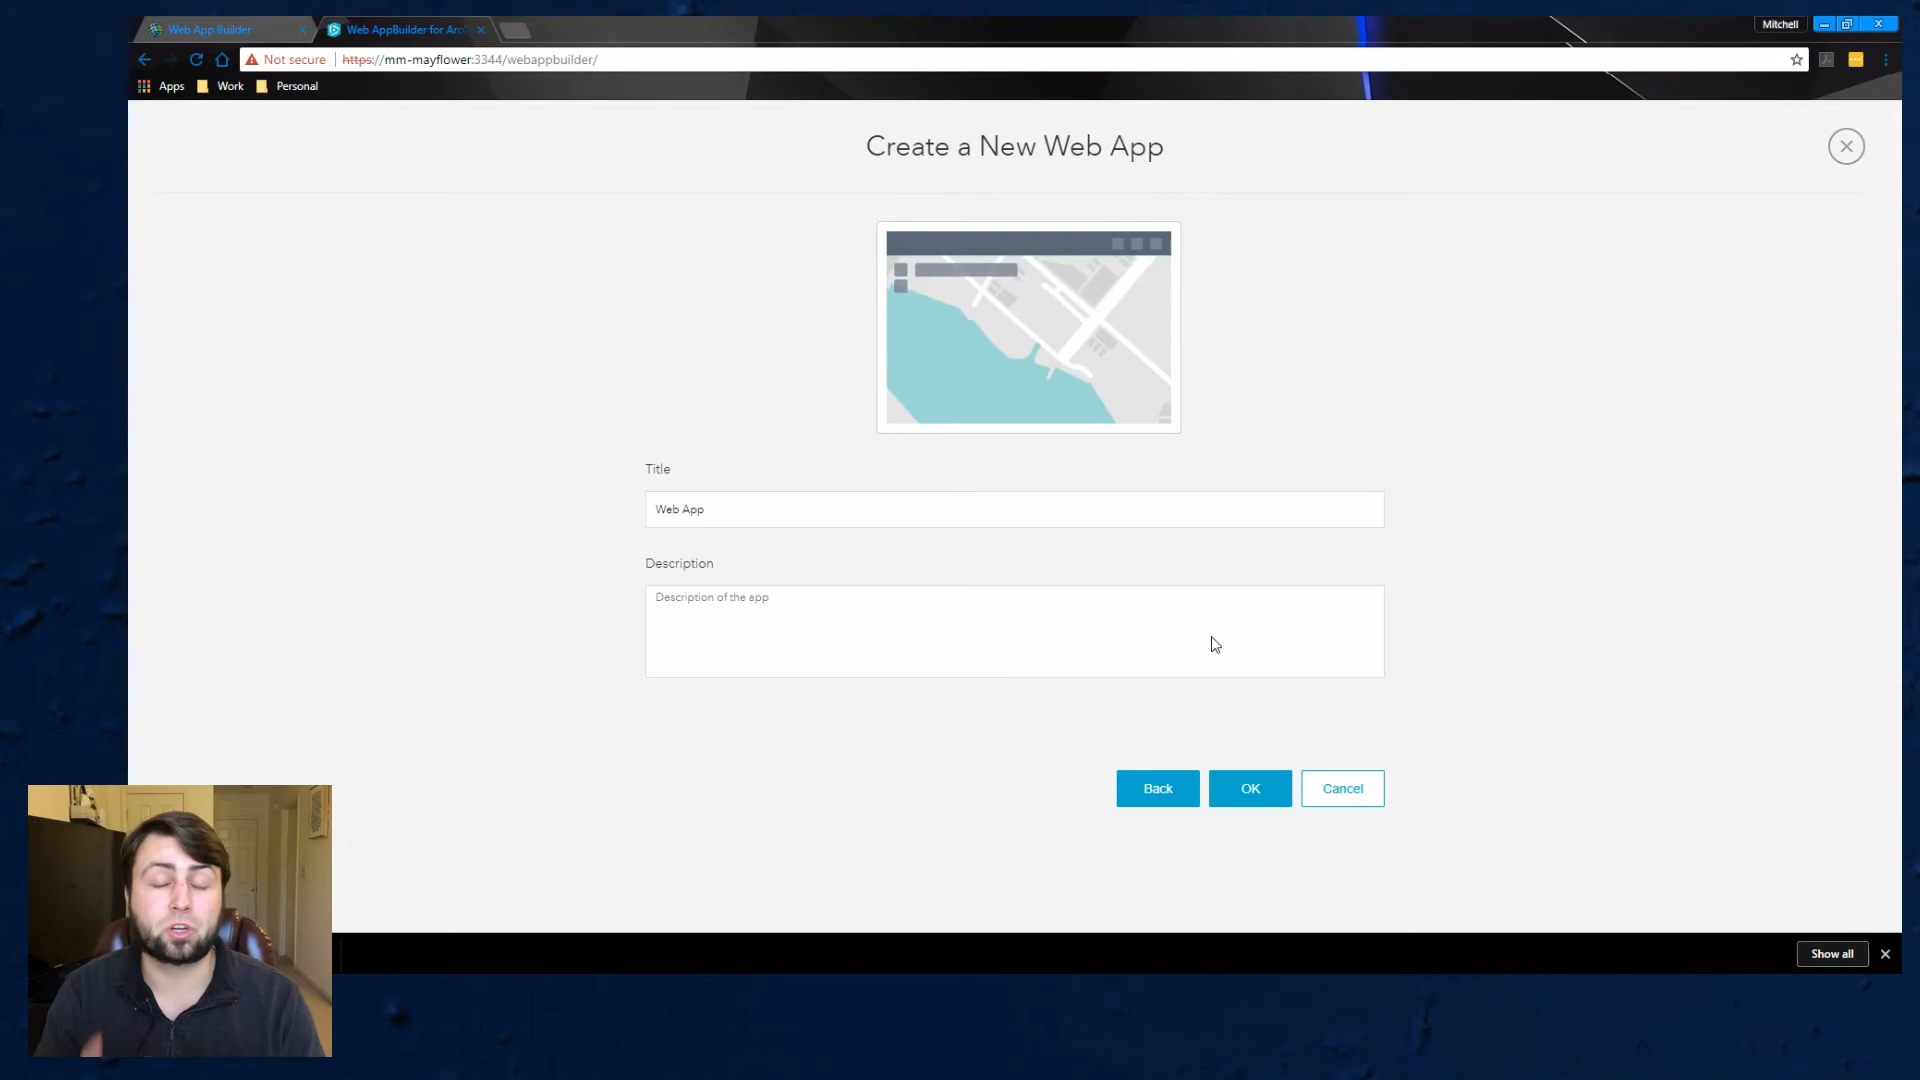 Web App Builder
Web AppBuilder for Arc
Mitchell
Not secure
https://mm-mayflower:3344/webappbuilder/
Apps
Work
Personal
Create a New Web App
Title
Web App
Description
Description of the app
Back
OK
Cancel
Show all